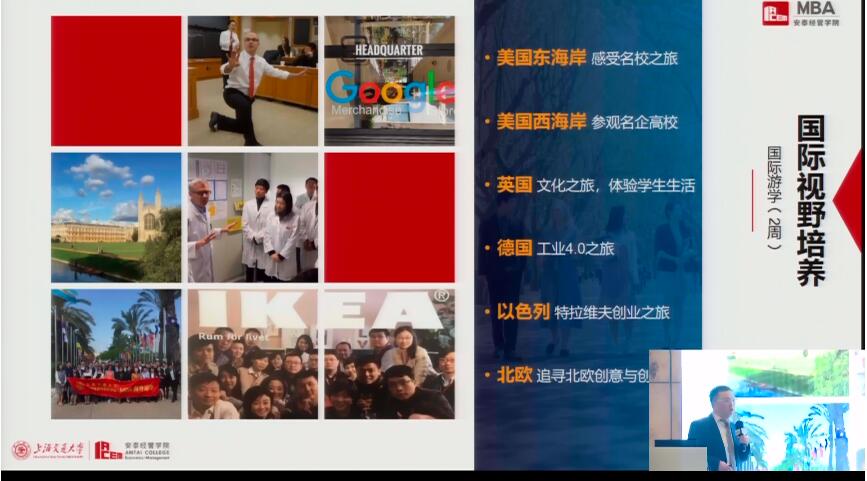 HEADQUARTER
Google
Merchandise
IKEA®
Rum för livet
上海交通大学
安泰经管学院
ANTAI COLLEGE
Economics & Management
美国东海岸 感受名校之旅
美国西海岸 参观名企高校
英国 文化之旅，体验学生生活
德国 工业4.0之旅
以色列 特拉维夫创业之旅
北欧 追寻北欧创意与创
MBA
安泰经管学院
国际视野培养
国际游学（2周）